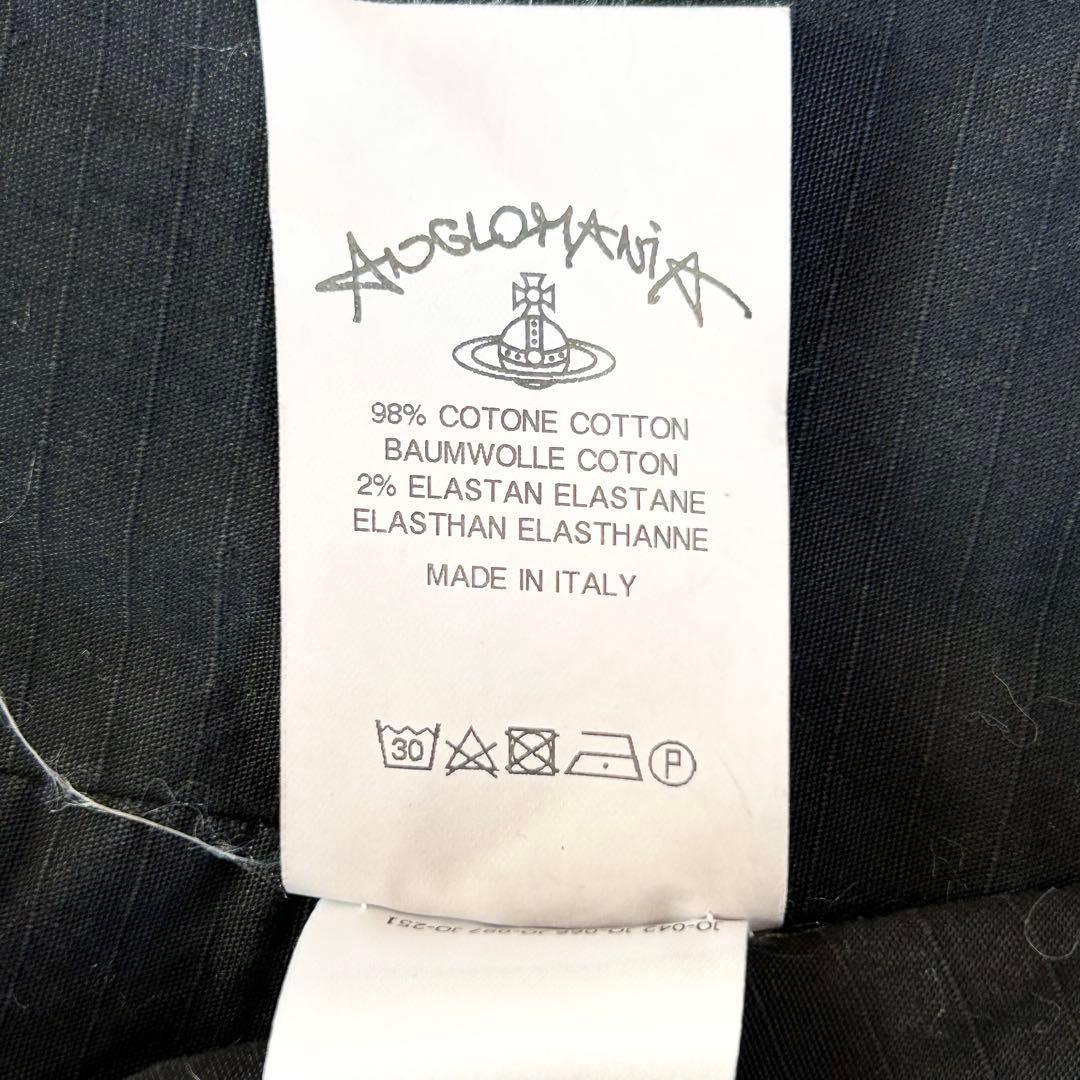 ANGLOMANiA
98% COTONE COTTON
BAUMWOLLE COTON
2% ELASTAN ELASTANE
ELASTHAN ELASTHANNE
MADE IN ITALY
30 P